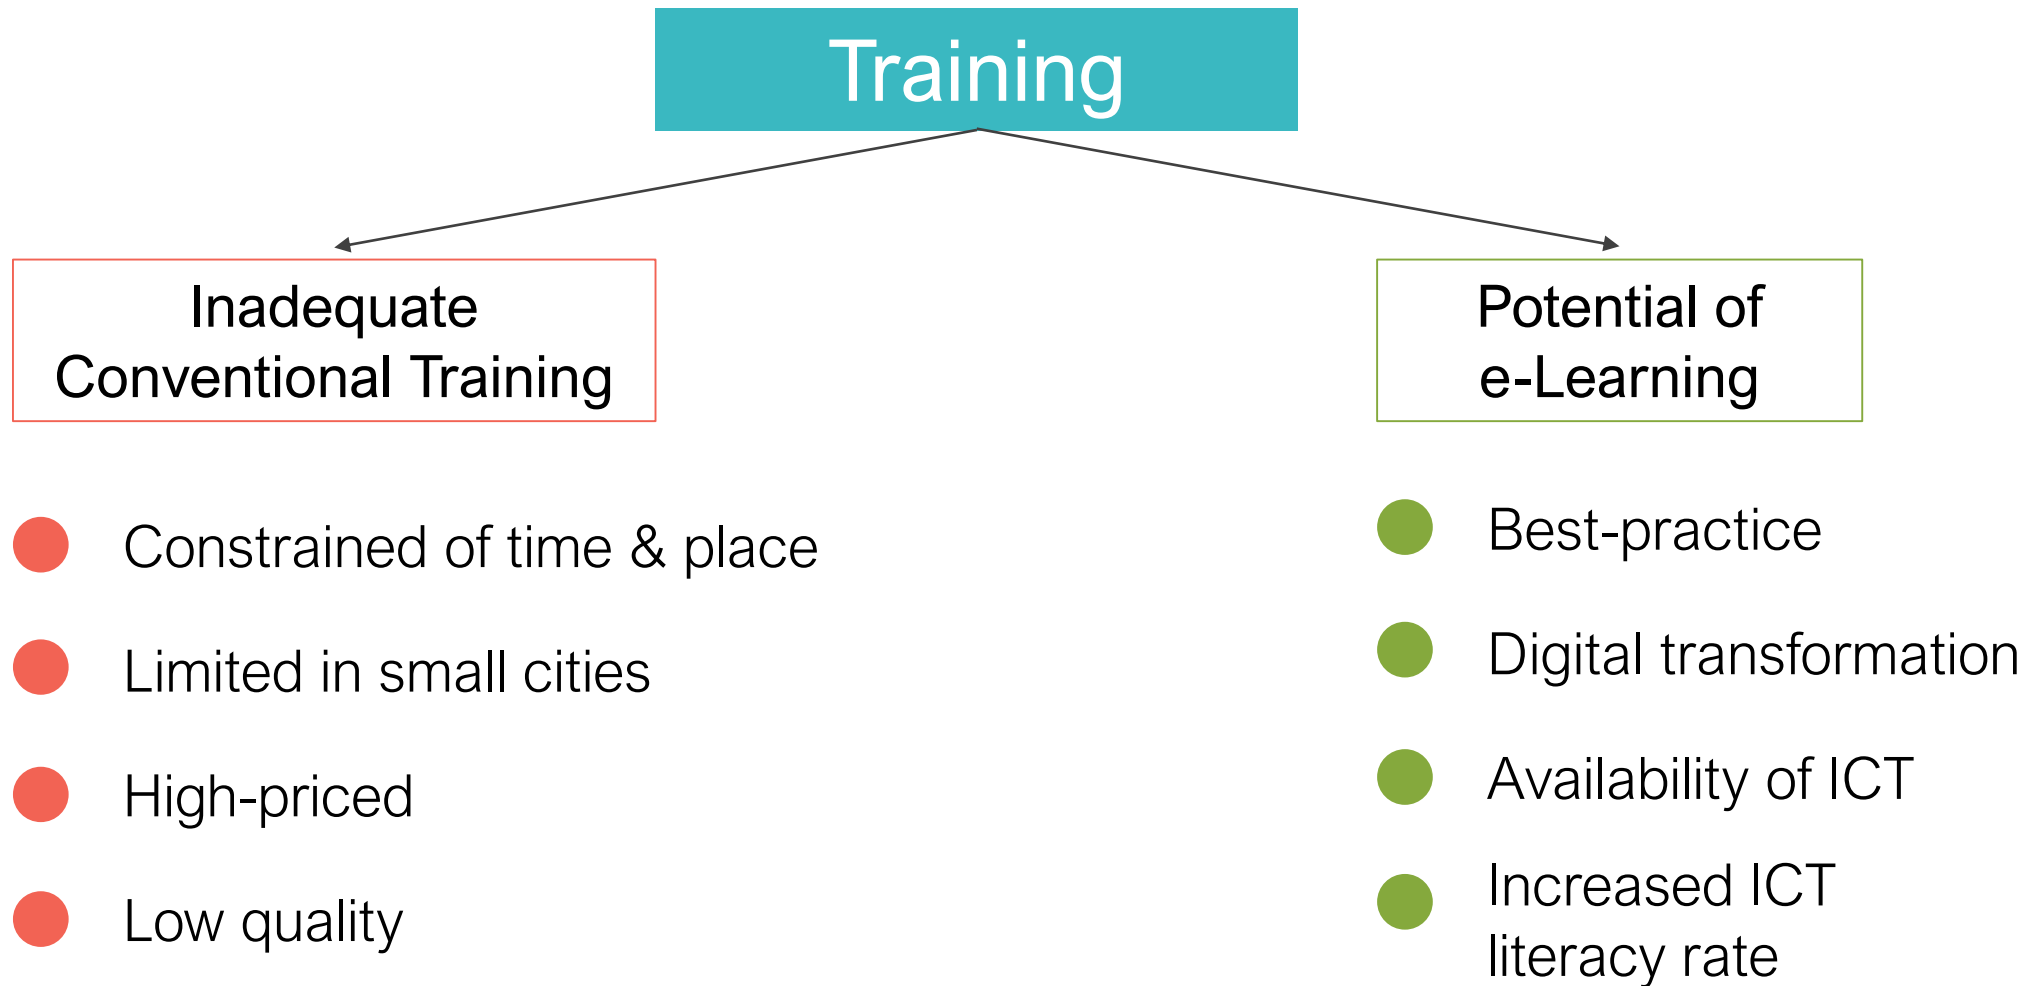 Training
Inadequate
Conventional Training
Constrained of time & place
Limited in small cities
High-priced
Low quality
Potential of
e-Learning
Best-practice
Digital transformation
Availability of ICT
Increased ICT
literacy rate